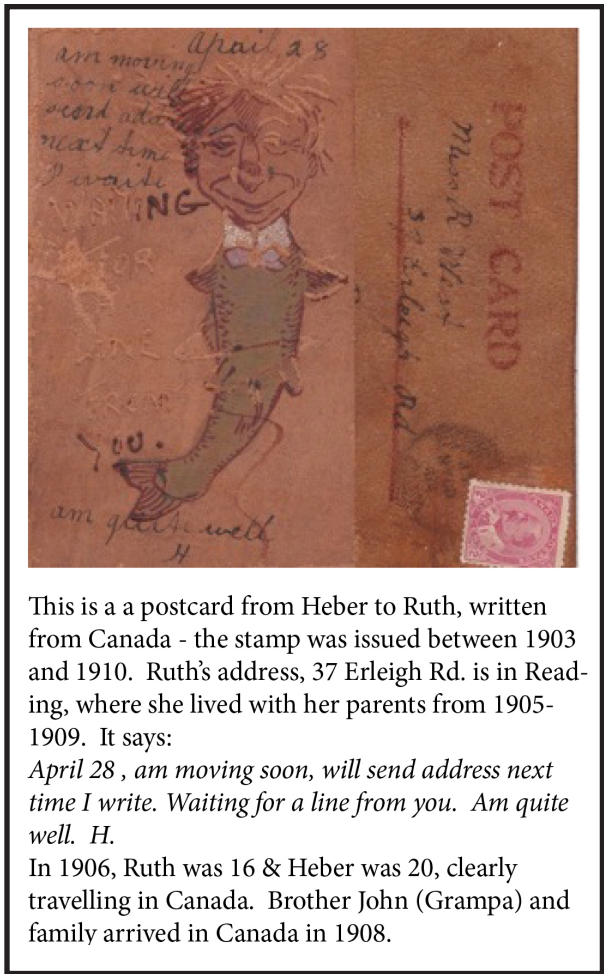 April 28
am moving
soon will
send
next time
I write
WAITING
FOR
LINE
FROM
YOU.
am quite well
H
POST CARD
Miss R West
37 Erleigh Rd
This is a a postcard from Heber to Ruth, written
from Canada - the stamp was issued between 1903
and 1910.  Ruth’s address, 37 Erleigh Rd. is in Read-
ing, where she lived with her parents from 1905-
1909.  It says:
April 28 , am moving soon, will send address next
time I write. Waiting for a line from you.  Am quite
well.  H.
In 1906, Ruth was 16 & Heber was 20, clearly
travelling in Canada.  Brother John (Grampa) and
family arrived in Canada in 1908.